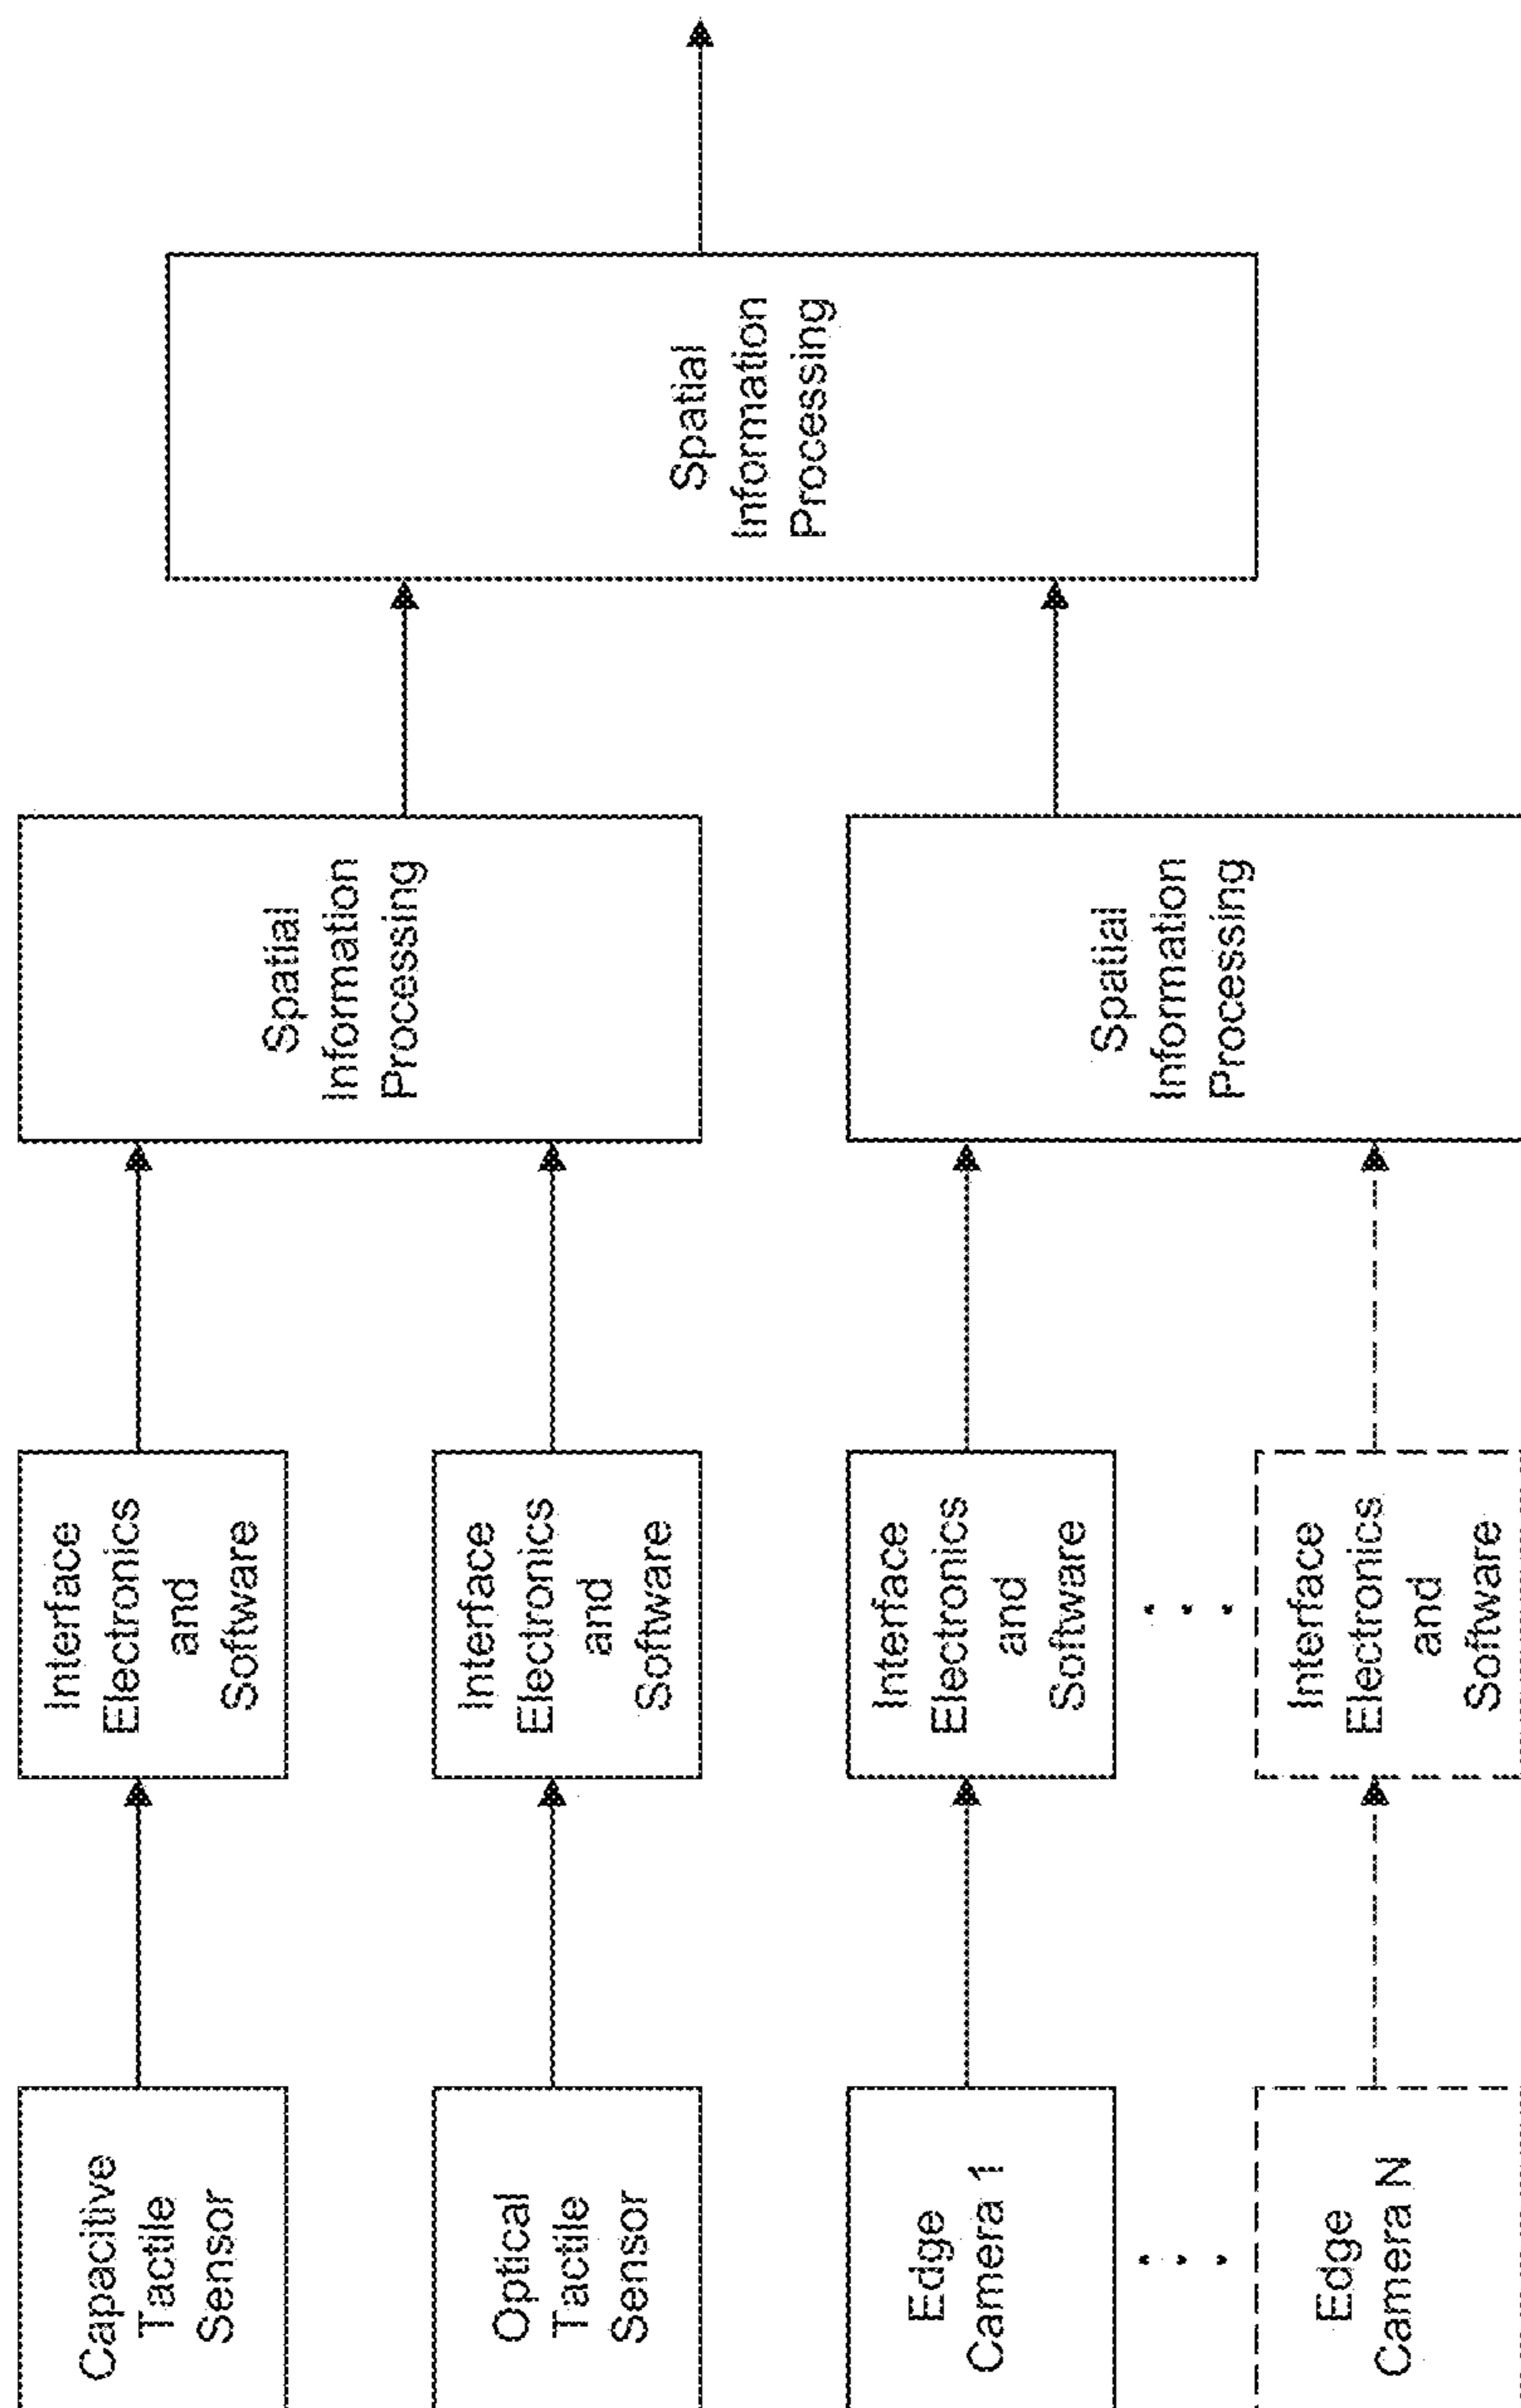 Capacitive
Tactile
Sensor
Interface
Electronics
and
Software
Optical
Tactile
Sensor
Interface
Electronics
and
Software
Spatial
Information
Processing
Edge
Camera 1
Interface
Electronics
and
Software
Edge
Camera N
Interface
Electronics
and
Software
Spatial
Information
Processing
Spatial
Information
Processing